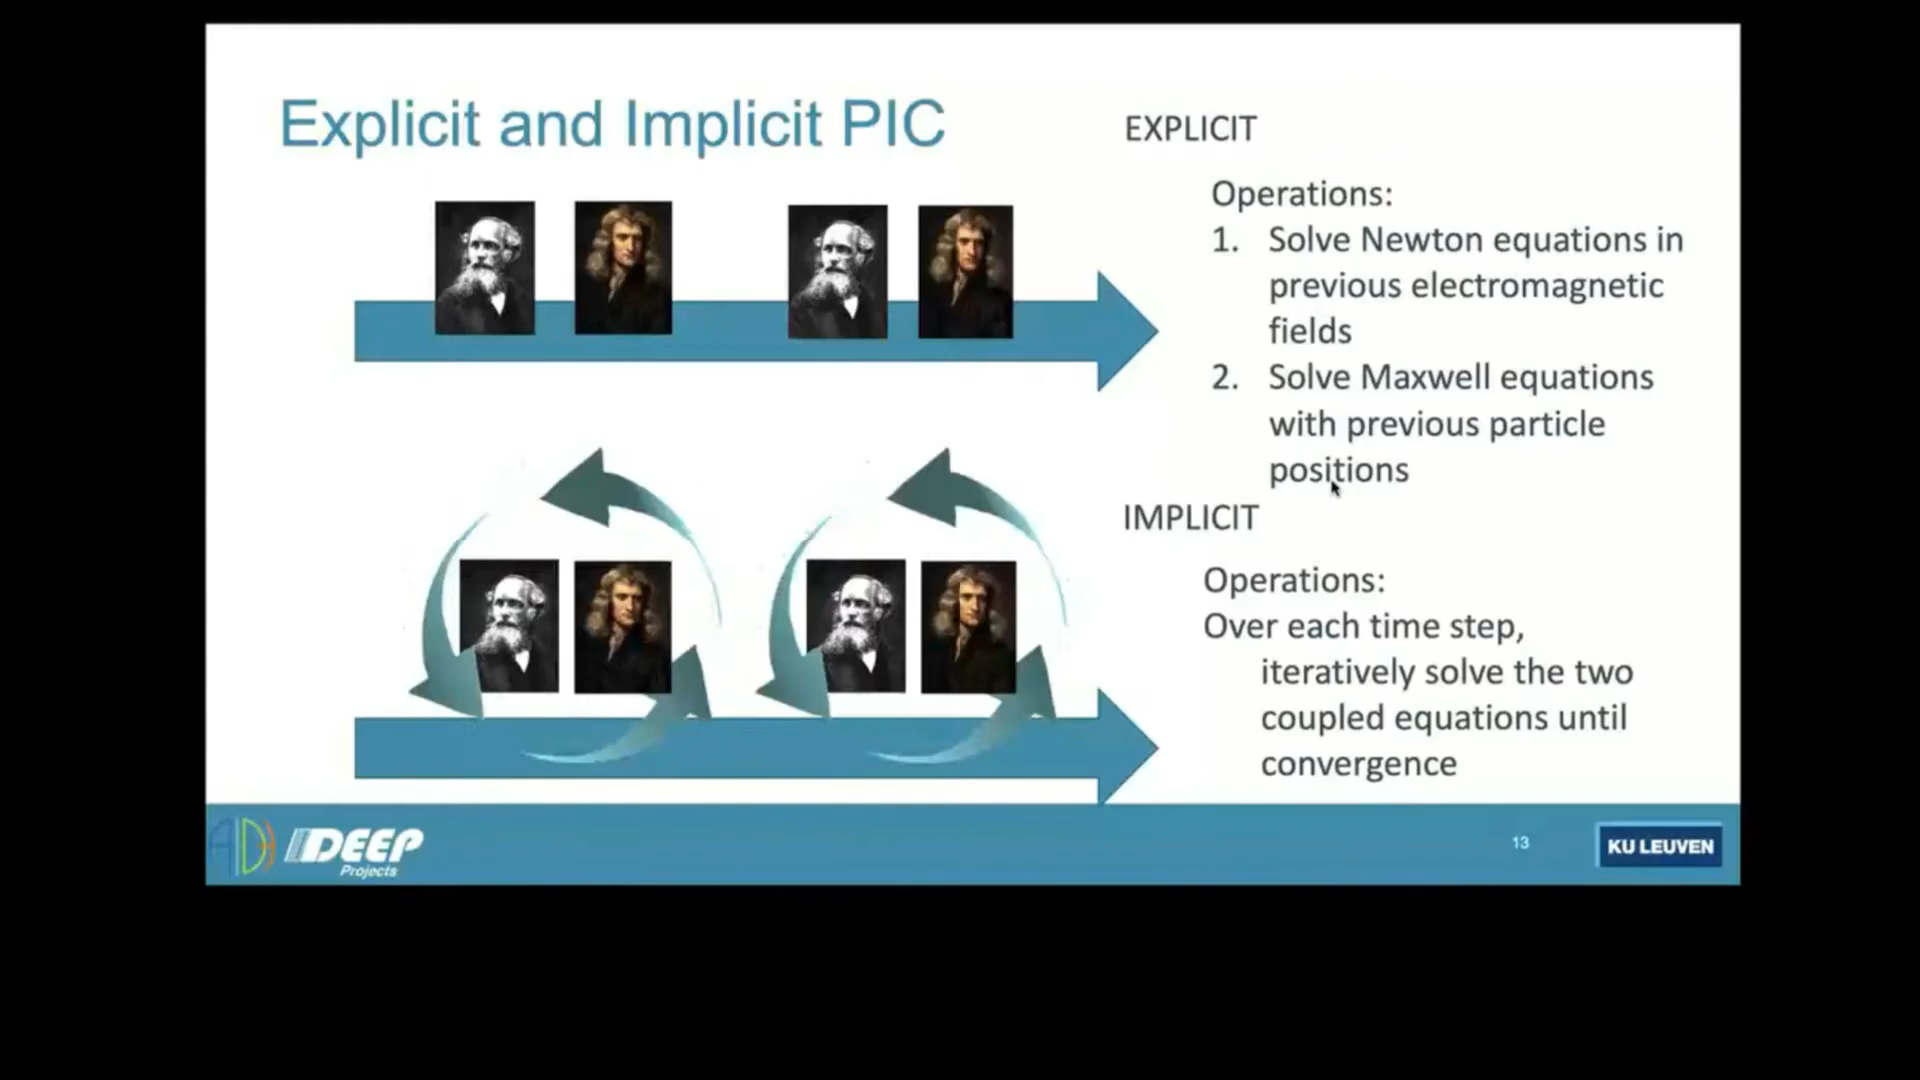 Explicit and Implicit PIC
EXPLICIT
Operations:
1. Solve Newton equations in
previous electromagnetic
fields
2. Solve Maxwell equations
with previous particle
positions
IMPLICIT
Operations:
Over each time step,
iteratively solve the two
coupled equations until
convergence
AIDA
DEEP
Projects
13
KU LEUVEN